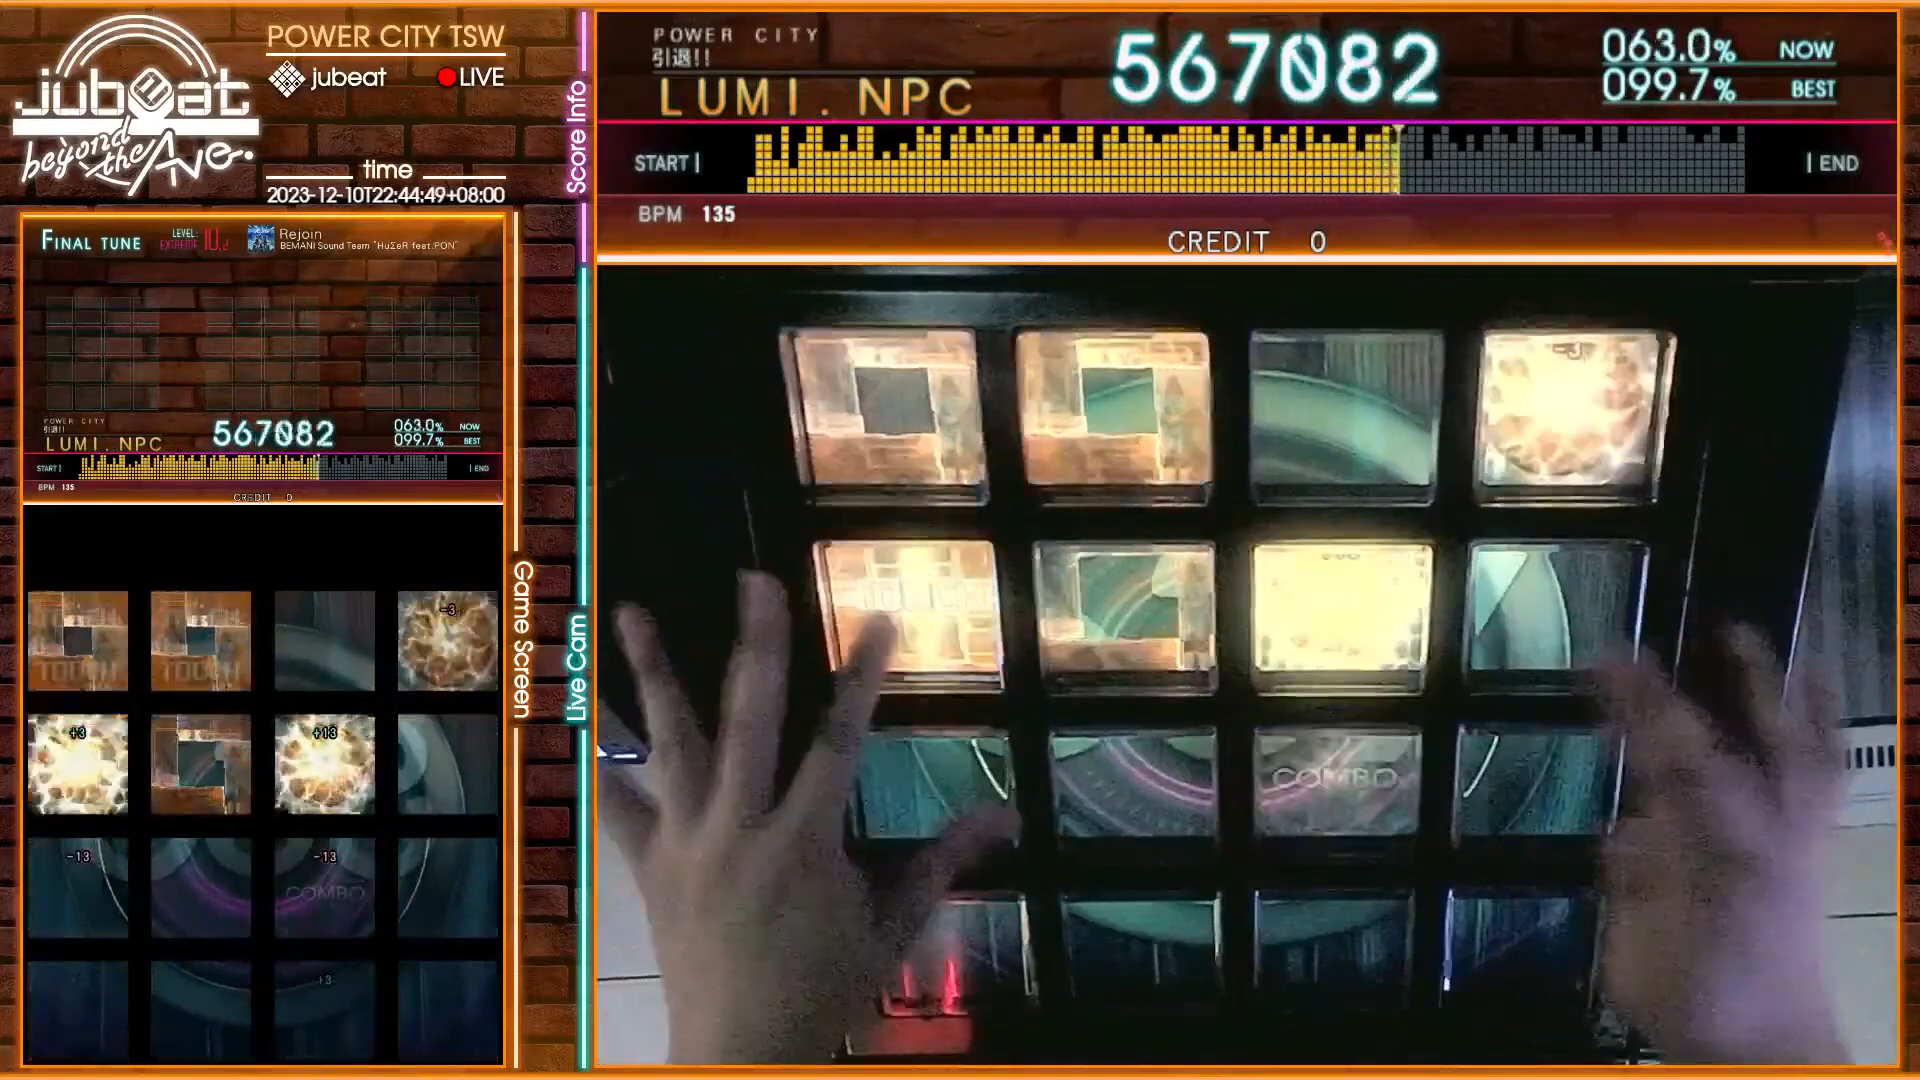 jubeat
beyond the Ave.
POWER CITY TSW
jubeat
LIVE
time
2023-12-10T22:44:49+08:00
FINAL TUNE
LEVEL:
EXTREME 10.2
Rejoin
BEMANI Sound Team "HuΣeR feat.PON"
POWER CITY
引退!!
LUMI.NPC
567082
063.0% NOW
099.7% BEST
START |
| END
BPM 135
CREDIT 0
TOUCH
TOUCH
-3
+3
+13
-13
-13
COMBO
+3
Game Screen
Score Info
Live Cam
POWER CITY
引退!!
LUMI.NPC
567082
063.0% NOW
099.7% BEST
START |
| END
BPM 135
CREDIT 0
COMBO